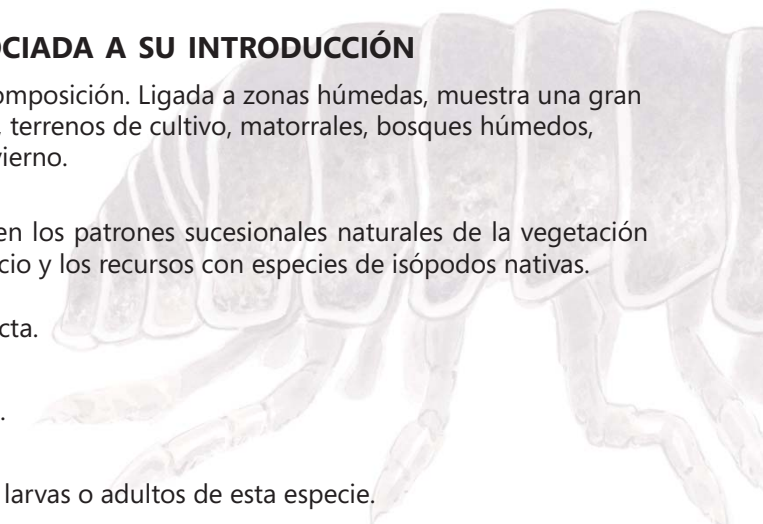 OCIADA A SU INTRODUCCIÓN
omposición. Ligada a zonas húmedas, muestra una gran
, terrenos de cultivo, matorrales, bosques húmedos,
vierno.
en los patrones sucesionales naturales de la vegetación
cio y los recursos con especies de isópodos nativas.
cta.
.
larvas o adultos de esta especie.